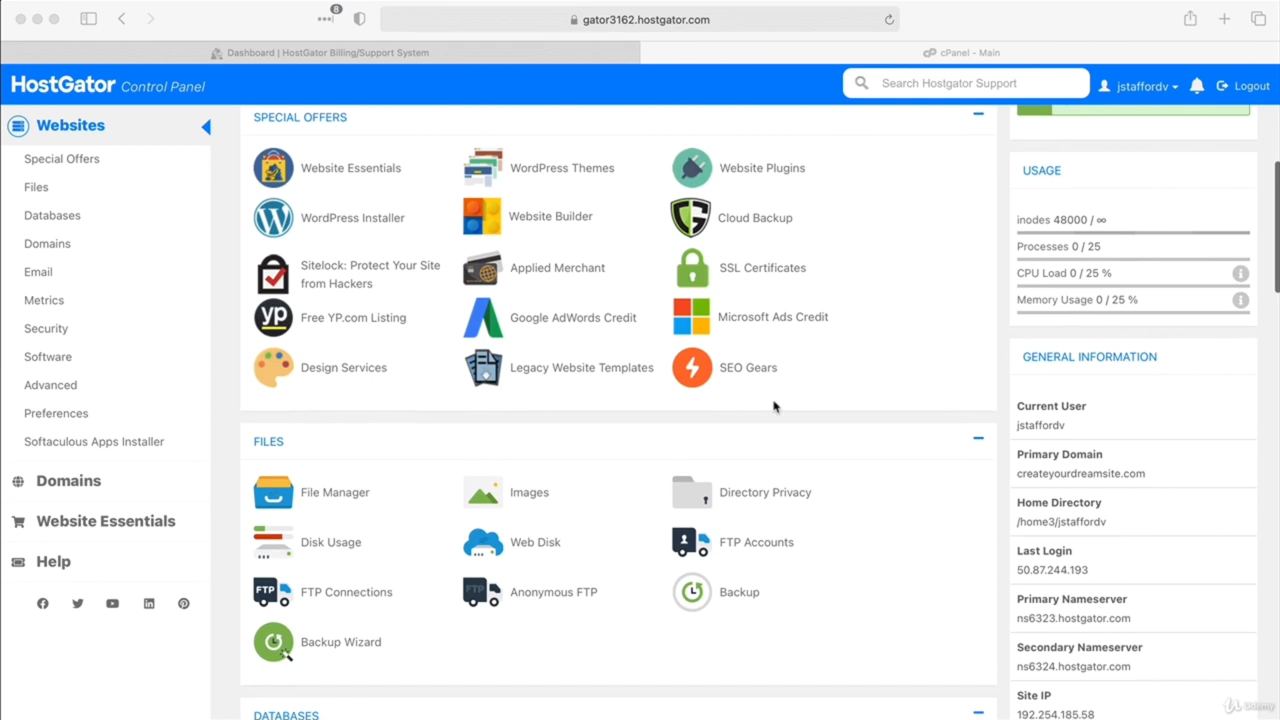 8
gator3162.hostgator.com
Dashboard | HostGator Billing/Support System
cPanel - Main
HostGator Control Panel
Search Hostgator Support
jstaffordv
Logout
Websites
Special Offers
Files
Databases
Domains
Email
Metrics
Security
Software
Advanced
Preferences
Softaculous Apps Installer
Domains
Website Essentials
Help
SPECIAL OFFERS
Website Essentials
WordPress Themes
Website Plugins
WordPress Installer
Website Builder
Cloud Backup
Sitelock: Protect Your Site
from Hackers
Applied Merchant
SSL Certificates
yp
Free YP.com Listing
Google AdWords Credit
Microsoft Ads Credit
Design Services
Legacy Website Templates
SEO Gears
FILES
File Manager
Images
Directory Privacy
Disk Usage
Web Disk
FTP Accounts
FTP
FTP Connections
FTP
Anonymous FTP
Backup
Backup Wizard
DATABASES
USAGE
inodes 48000 / ∞
Processes 0 / 25
CPU Load 0 / 25 %
Memory Usage 0 / 25 %
GENERAL INFORMATION
Current User
jstaffordv
Primary Domain
createyourdreamsite.com
Home Directory
/home3/jstaffordv
Last Login
50.87.244.193
Primary Nameserver
ns6323.hostgator.com
Secondary Nameserver
ns6324.hostgator.com
Site IP
192.254.185.58
Udemy